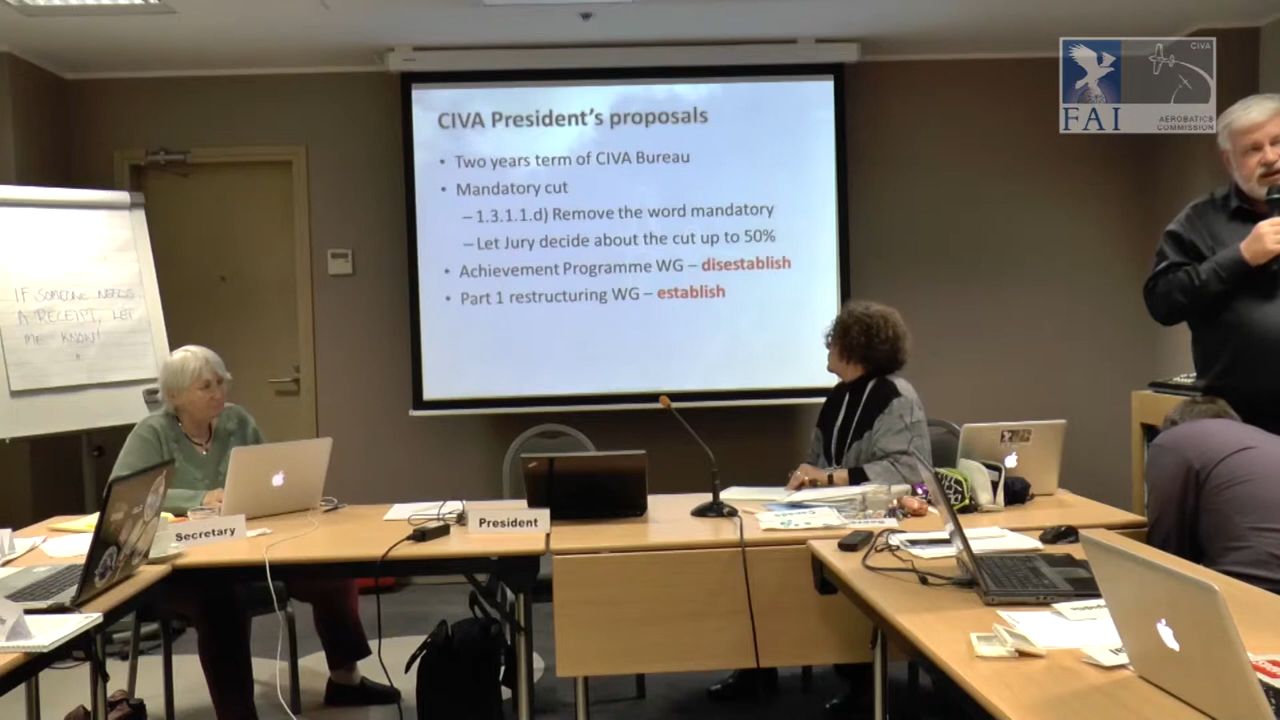 CIVA President's proposals
• Two years term of CIVA Bureau
• Mandatory cut
– 1.3.1.1.d) Remove the word mandatory
– Let Jury decide about the cut up to 50%
• Achievement Programme WG – disestablish
• Part 1 restructuring WG – establish
CIVA
FAI
AEROBATICS
COMMISSION
IF SOMEONE NEEDS
A RECEIPT, LET
ME KNOW!
Secretary
President
Canada